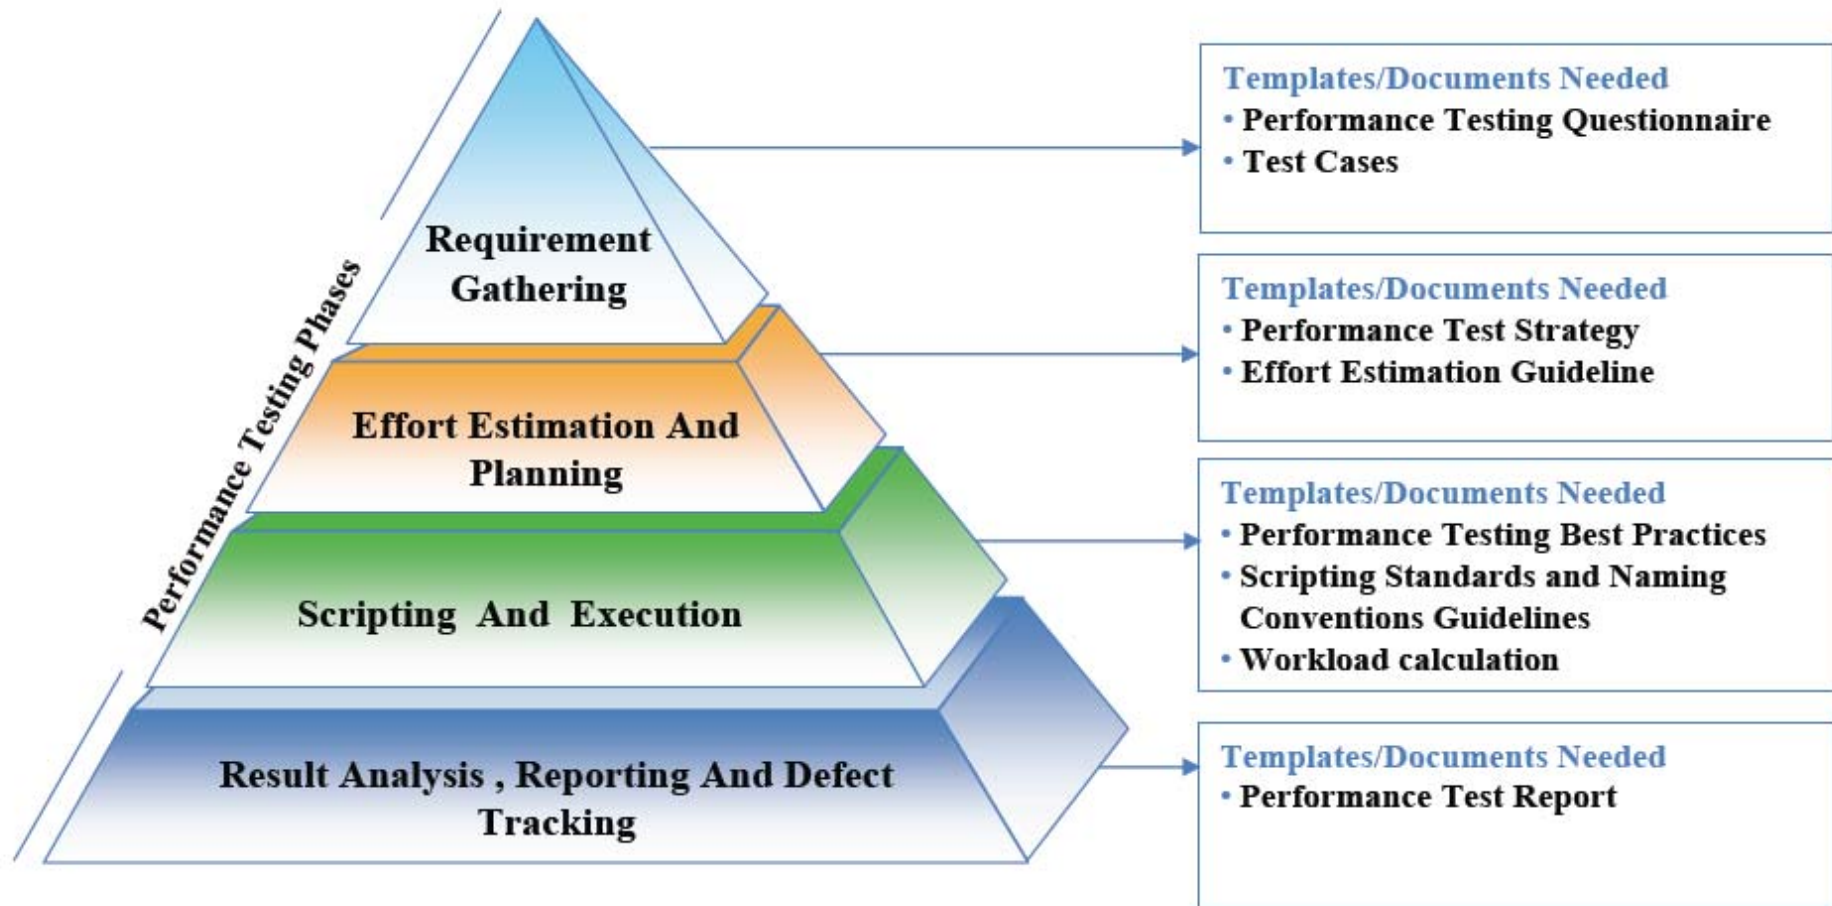 Performance Testing Phases
Requirement
Gathering
Templates/Documents Needed
• Performance Testing Questionnaire
• Test Cases
Effort Estimation And
Planning
Templates/Documents Needed
• Performance Test Strategy
• Effort Estimation Guideline
Scripting And Execution
Templates/Documents Needed
• Performance Testing Best Practices
• Scripting Standards and Naming
Conventions Guidelines
• Workload calculation
Result Analysis , Reporting And Defect
Tracking
Templates/Documents Needed
• Performance Test Report